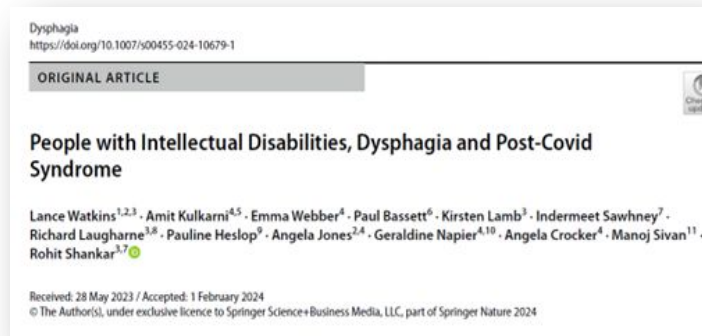 Dysphagia
https://doi.org/10.1007/s00455-024-10679-1
ORIGINAL ARTICLE
People with Intellectual Disabilities, Dysphagia and Post-Covid
Syndrome
Lance Watkins1,2,3 · Amit Kulkarni4,5 · Emma Webber4 · Paul Bassett6 · Kirsten Lamb3 · Indermeet Sawhney7 ·
Richard Laugharne3,8 · Pauline Heslop9 · Angela Jones2,4 · Geraldine Napier4,10 · Angela Crocker4 · Manoj Sivan11 ·
Rohit Shankar3,7
Received: 28 May 2023 / Accepted: 1 February 2024
© The Author(s), under exclusive licence to Springer Science+Business Media, LLC, part of Springer Nature 2024